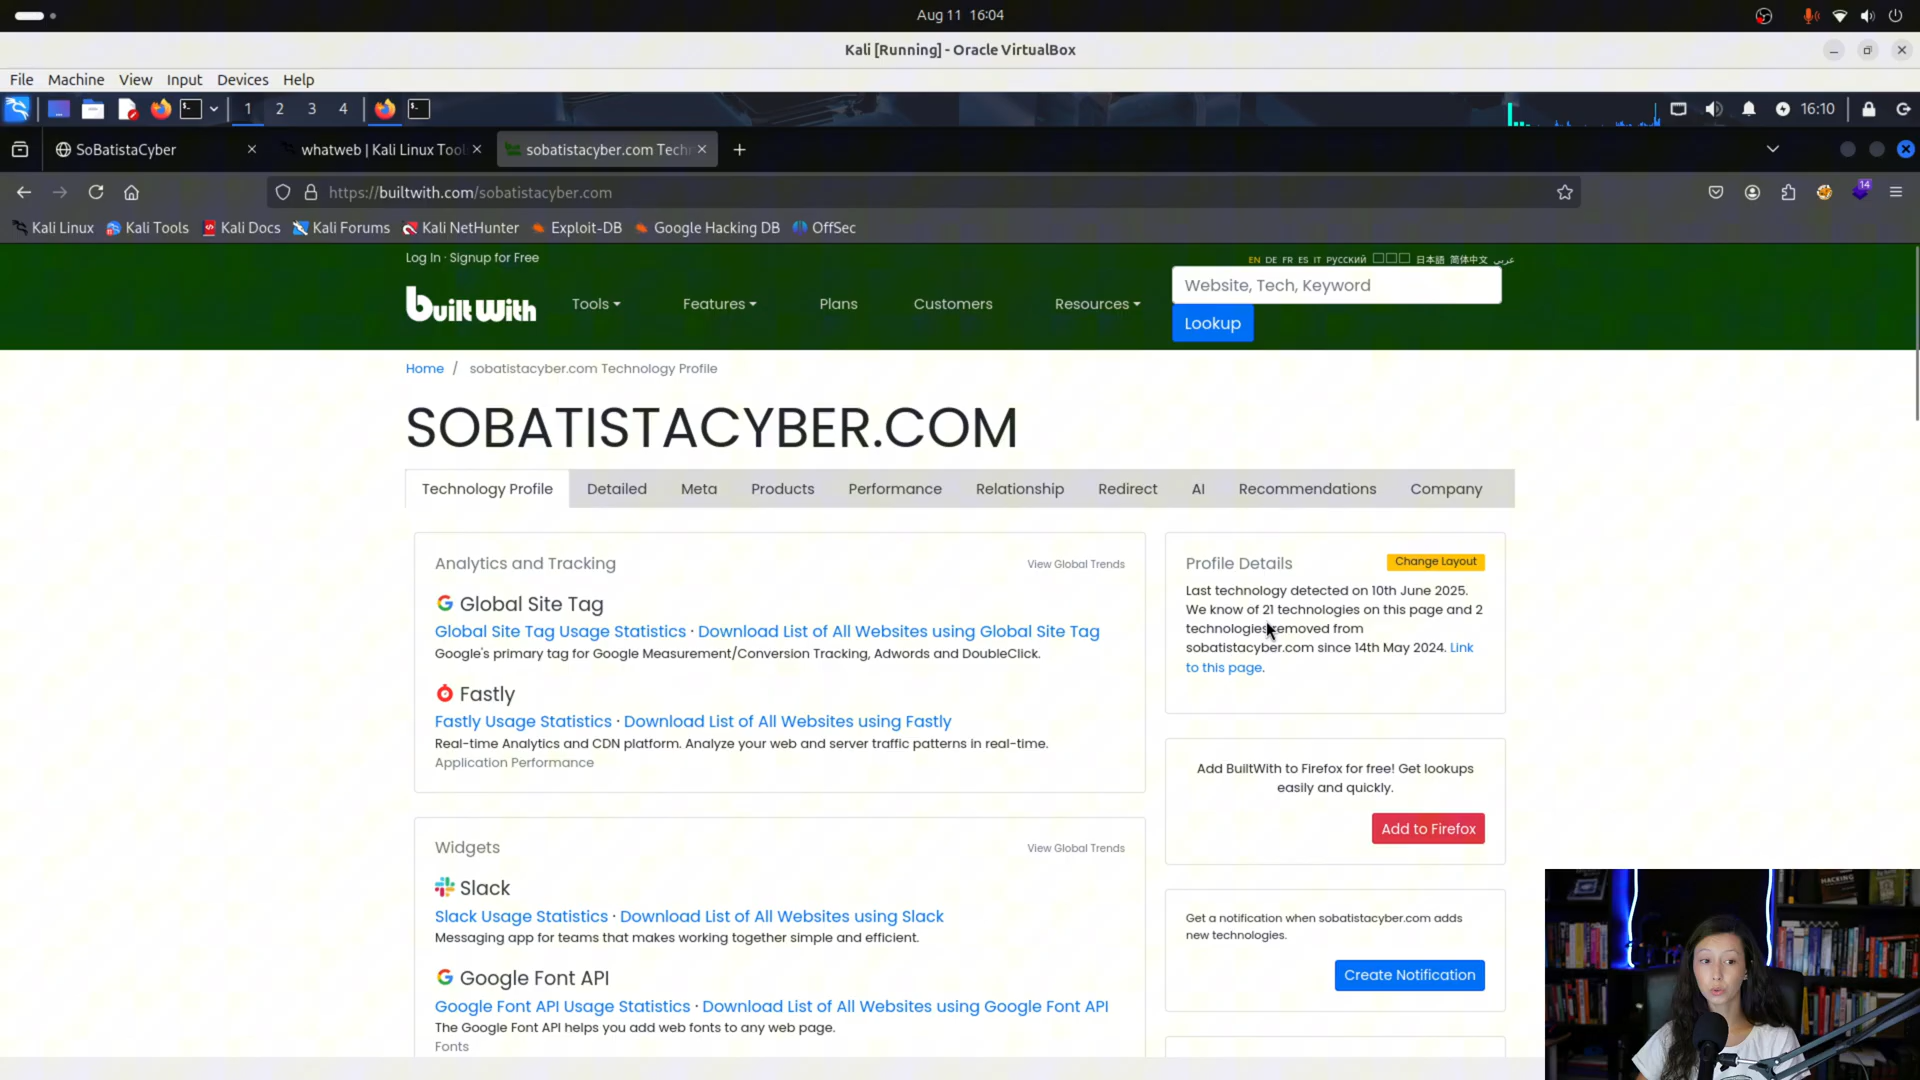 Aug 11 16:04
Kali [Running] - Oracle VirtualBox
File Machine View Input Devices Help
1 2 3 4
16:10
SoBatistaCyber
whatweb | Kali Linux Tool
sobatistacyber.com Tech
https://builtwith.com/sobatistacyber.com
14
Kali Linux Kali Tools Kali Docs Kali Forums Kali NetHunter Exploit-DB Google Hacking DB OffSec
Log In · Signup for Free
EN DE FR ES IT РУССКИЙ 日本語 简体中文 عربي
Website, Tech, Keyword
built With
Tools Features Plans Customers Resources
Lookup
Home / sobatistacyber.com Technology Profile
SOBATISTACYBER.COM
Technology Profile Detailed Meta Products Performance Relationship Redirect AI Recommendations Company
Analytics and Tracking
View Global Trends
Global Site Tag
Global Site Tag Usage Statistics · Download List of All Websites using Global Site Tag
Google's primary tag for Google Measurement/Conversion Tracking, Adwords and DoubleClick.
Fastly
Fastly Usage Statistics · Download List of All Websites using Fastly
Real-time Analytics and CDN platform. Analyze your web and server traffic patterns in real-time.
Application Performance
Widgets
View Global Trends
Slack
Slack Usage Statistics · Download List of All Websites using Slack
Messaging app for teams that makes working together simple and efficient.
Google Font API
Google Font API Usage Statistics · Download List of All Websites using Google Font API
The Google Font API helps you add web fonts to any web page.
Fonts
Profile Details
Change Layout
Last technology detected on 10th June 2025.
We know of 21 technologies on this page and 2
technologies removed from
sobatistacyber.com since 14th May 2024. Link
to this page.
Add BuiltWith to Firefox for free! Get lookups
easily and quickly.
Add to Firefox
Get a notification when sobatistacyber.com adds
new technologies.
Create Notification
HACKING